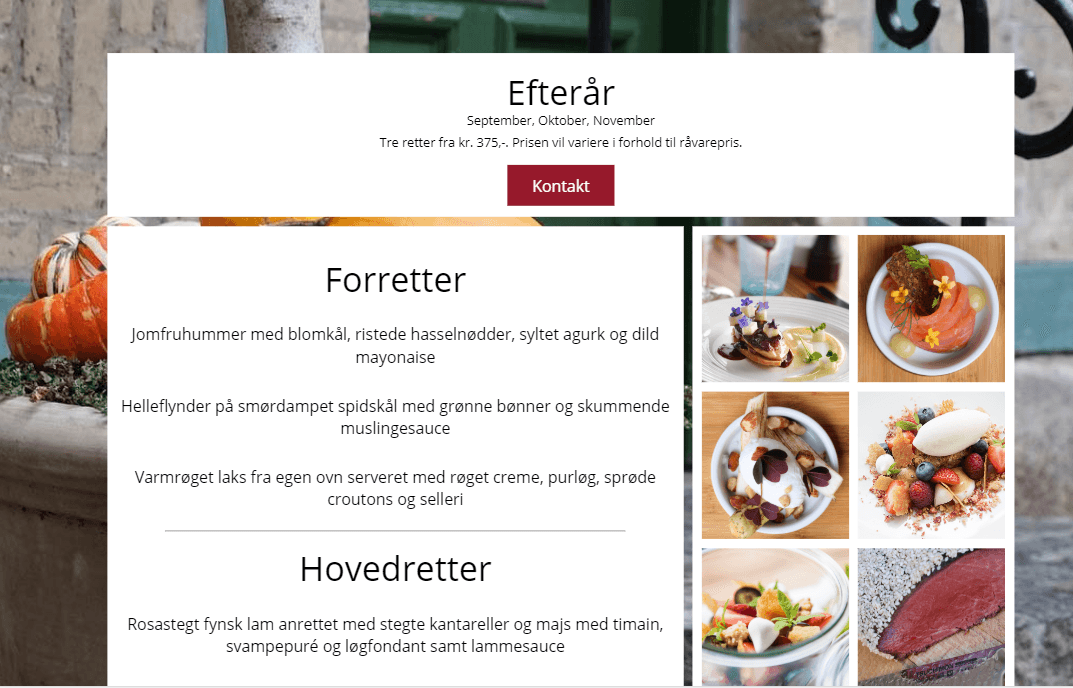 Efterår
September, Oktober, November
Tre retter fra kr. 375,-. Prisen vil variere i forhold til råvarepris.
Kontakt
Forretter
Jomfruhummer med blomkål, ristede hasselnødder, syltet agurk og dild
mayonaise
Helleflynder på smørdampet spidskål med grønne bønner og skummende
muslingesauce
Varmrøget laks fra egen ovn serveret med røget creme, purløg, sprøde
croutons og selleri
Hovedretter
Rosastegt fynsk lam anrettet med stegte kantareller og majs med timain,
svampepuré og løgfondant samt lammesauce